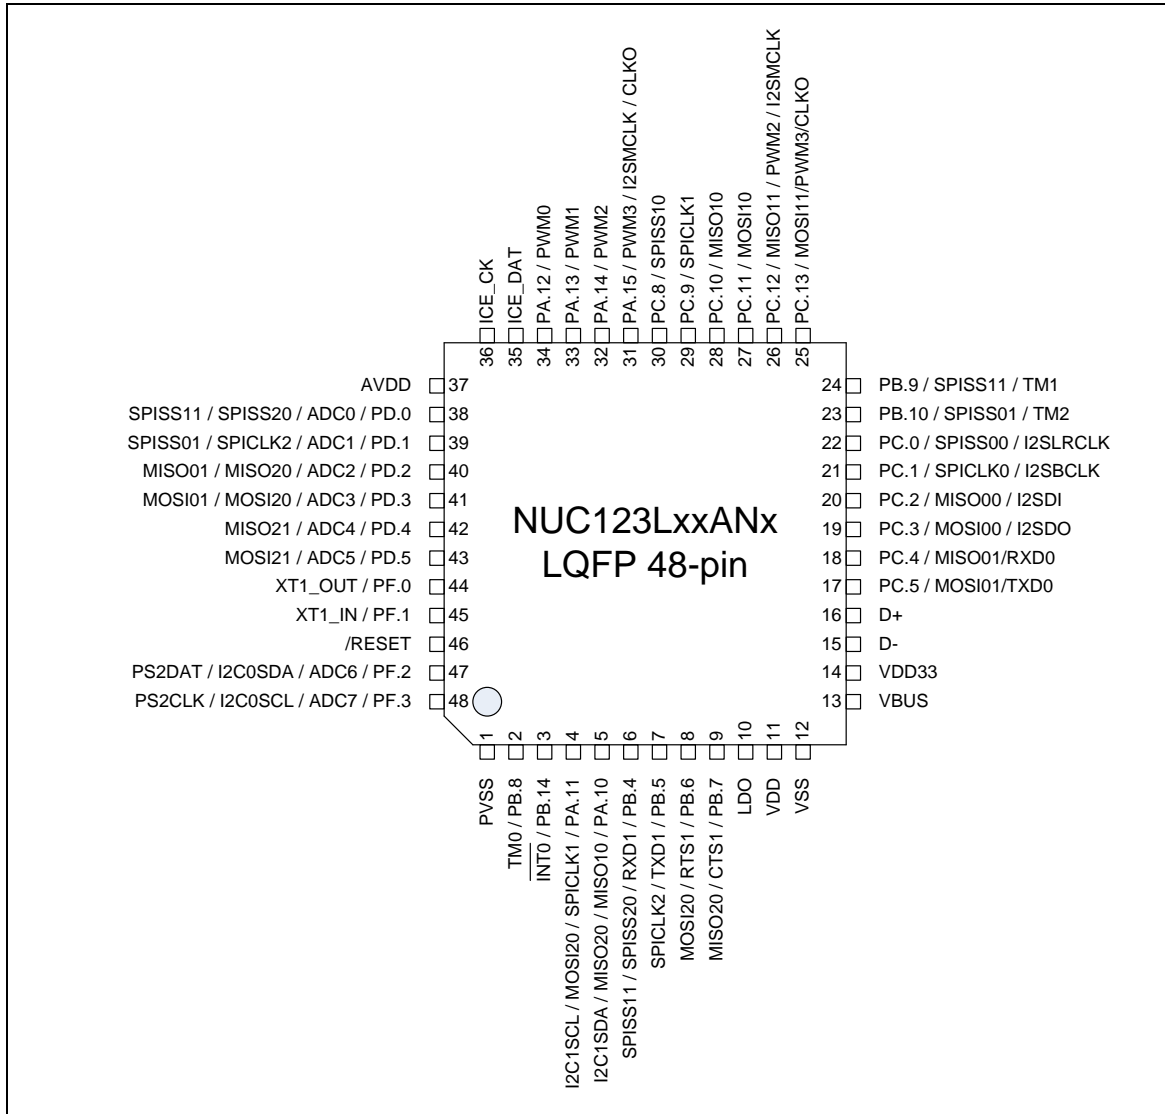 ICE_CK
ICE_DAT
PA.12 / PWM0
PA.13 / PWM1
PA.14 / PWM2
PA.15 / PWM3 / I2SMCLK / CLKO
PC.8 / SPISS10
PC.9 / SPICLK1
PC.10 / MISO10
PC.11 / MOSI10
PC.12 / MISO11 / PWM2 / I2SMCLK
PC.13 / MOSI11/PWM3/CLKO
36
35
34
33
32
31
30
29
28
27
26
25
AVDD 37
SPISS11 / SPISS20 / ADC0 / PD.0 38
SPISS01 / SPICLK2 / ADC1 / PD.1 39
MISO01 / MISO20 / ADC2 / PD.2 40
MOSI01 / MOSI20 / ADC3 / PD.3 41
MISO21 / ADC4 / PD.4 42
MOSI21 / ADC5 / PD.5 43
XT1_OUT / PF.0 44
XT1_IN / PF.1 45
/RESET 46
PS2DAT / I2C0SDA / ADC6 / PF.2 47
PS2CLK / I2C0SCL / ADC7 / PF.3 48
NUC123LxxANx
LQFP 48-pin
24 PB.9 / SPISS11 / TM1
23 PB.10 / SPISS01 / TM2
22 PC.0 / SPISS00 / I2SLRCLK
21 PC.1 / SPICLK0 / I2SBCLK
20 PC.2 / MISO00 / I2SDI
19 PC.3 / MOSI00 / I2SDO
18 PC.4 / MISO01/RXD0
17 PC.5 / MOSI01/TXD0
16 D+
15 D-
14 VDD33
13 VBUS
1
2
3
4
5
6
7
8
9
10
11
12
PVSS
TM0 / PB.8
INT0 / PB.14
I2C1SCL / MOSI20 / SPICLK1 / PA.11
I2C1SDA / MISO20 / MISO10 / PA.10
SPISS11 / SPISS20 / RXD1 / PB.4
SPICLK2 / TXD1 / PB.5
MOSI20 / RTS1 / PB.6
MISO20 / CTS1 / PB.7
LDO
VDD
VSS